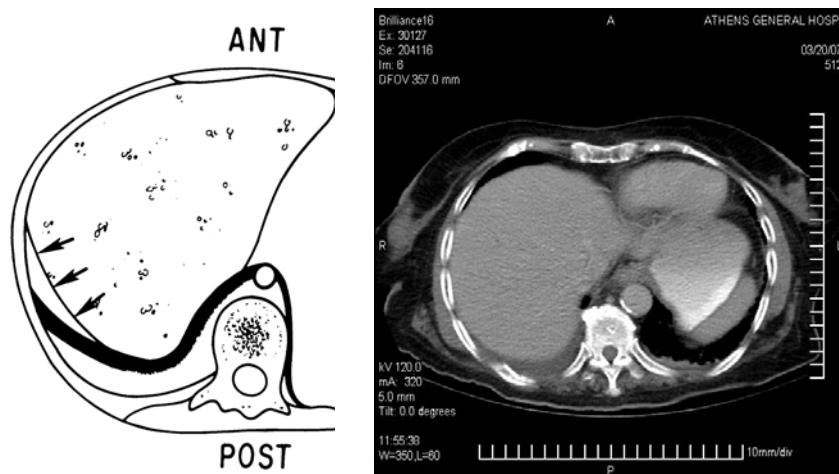 ANT
POST
Brilliance16
Ex: 30127
Se: 204116
Im: 6
DFOV 357.0 mm
A
ATHENS GENERAL HOSP
03/20/07
512
R
kV 120.0
mA: 320
5.0 mm
Tilt: 0.0 degrees
11:55:38
W=350,L=60
10mm/div
P